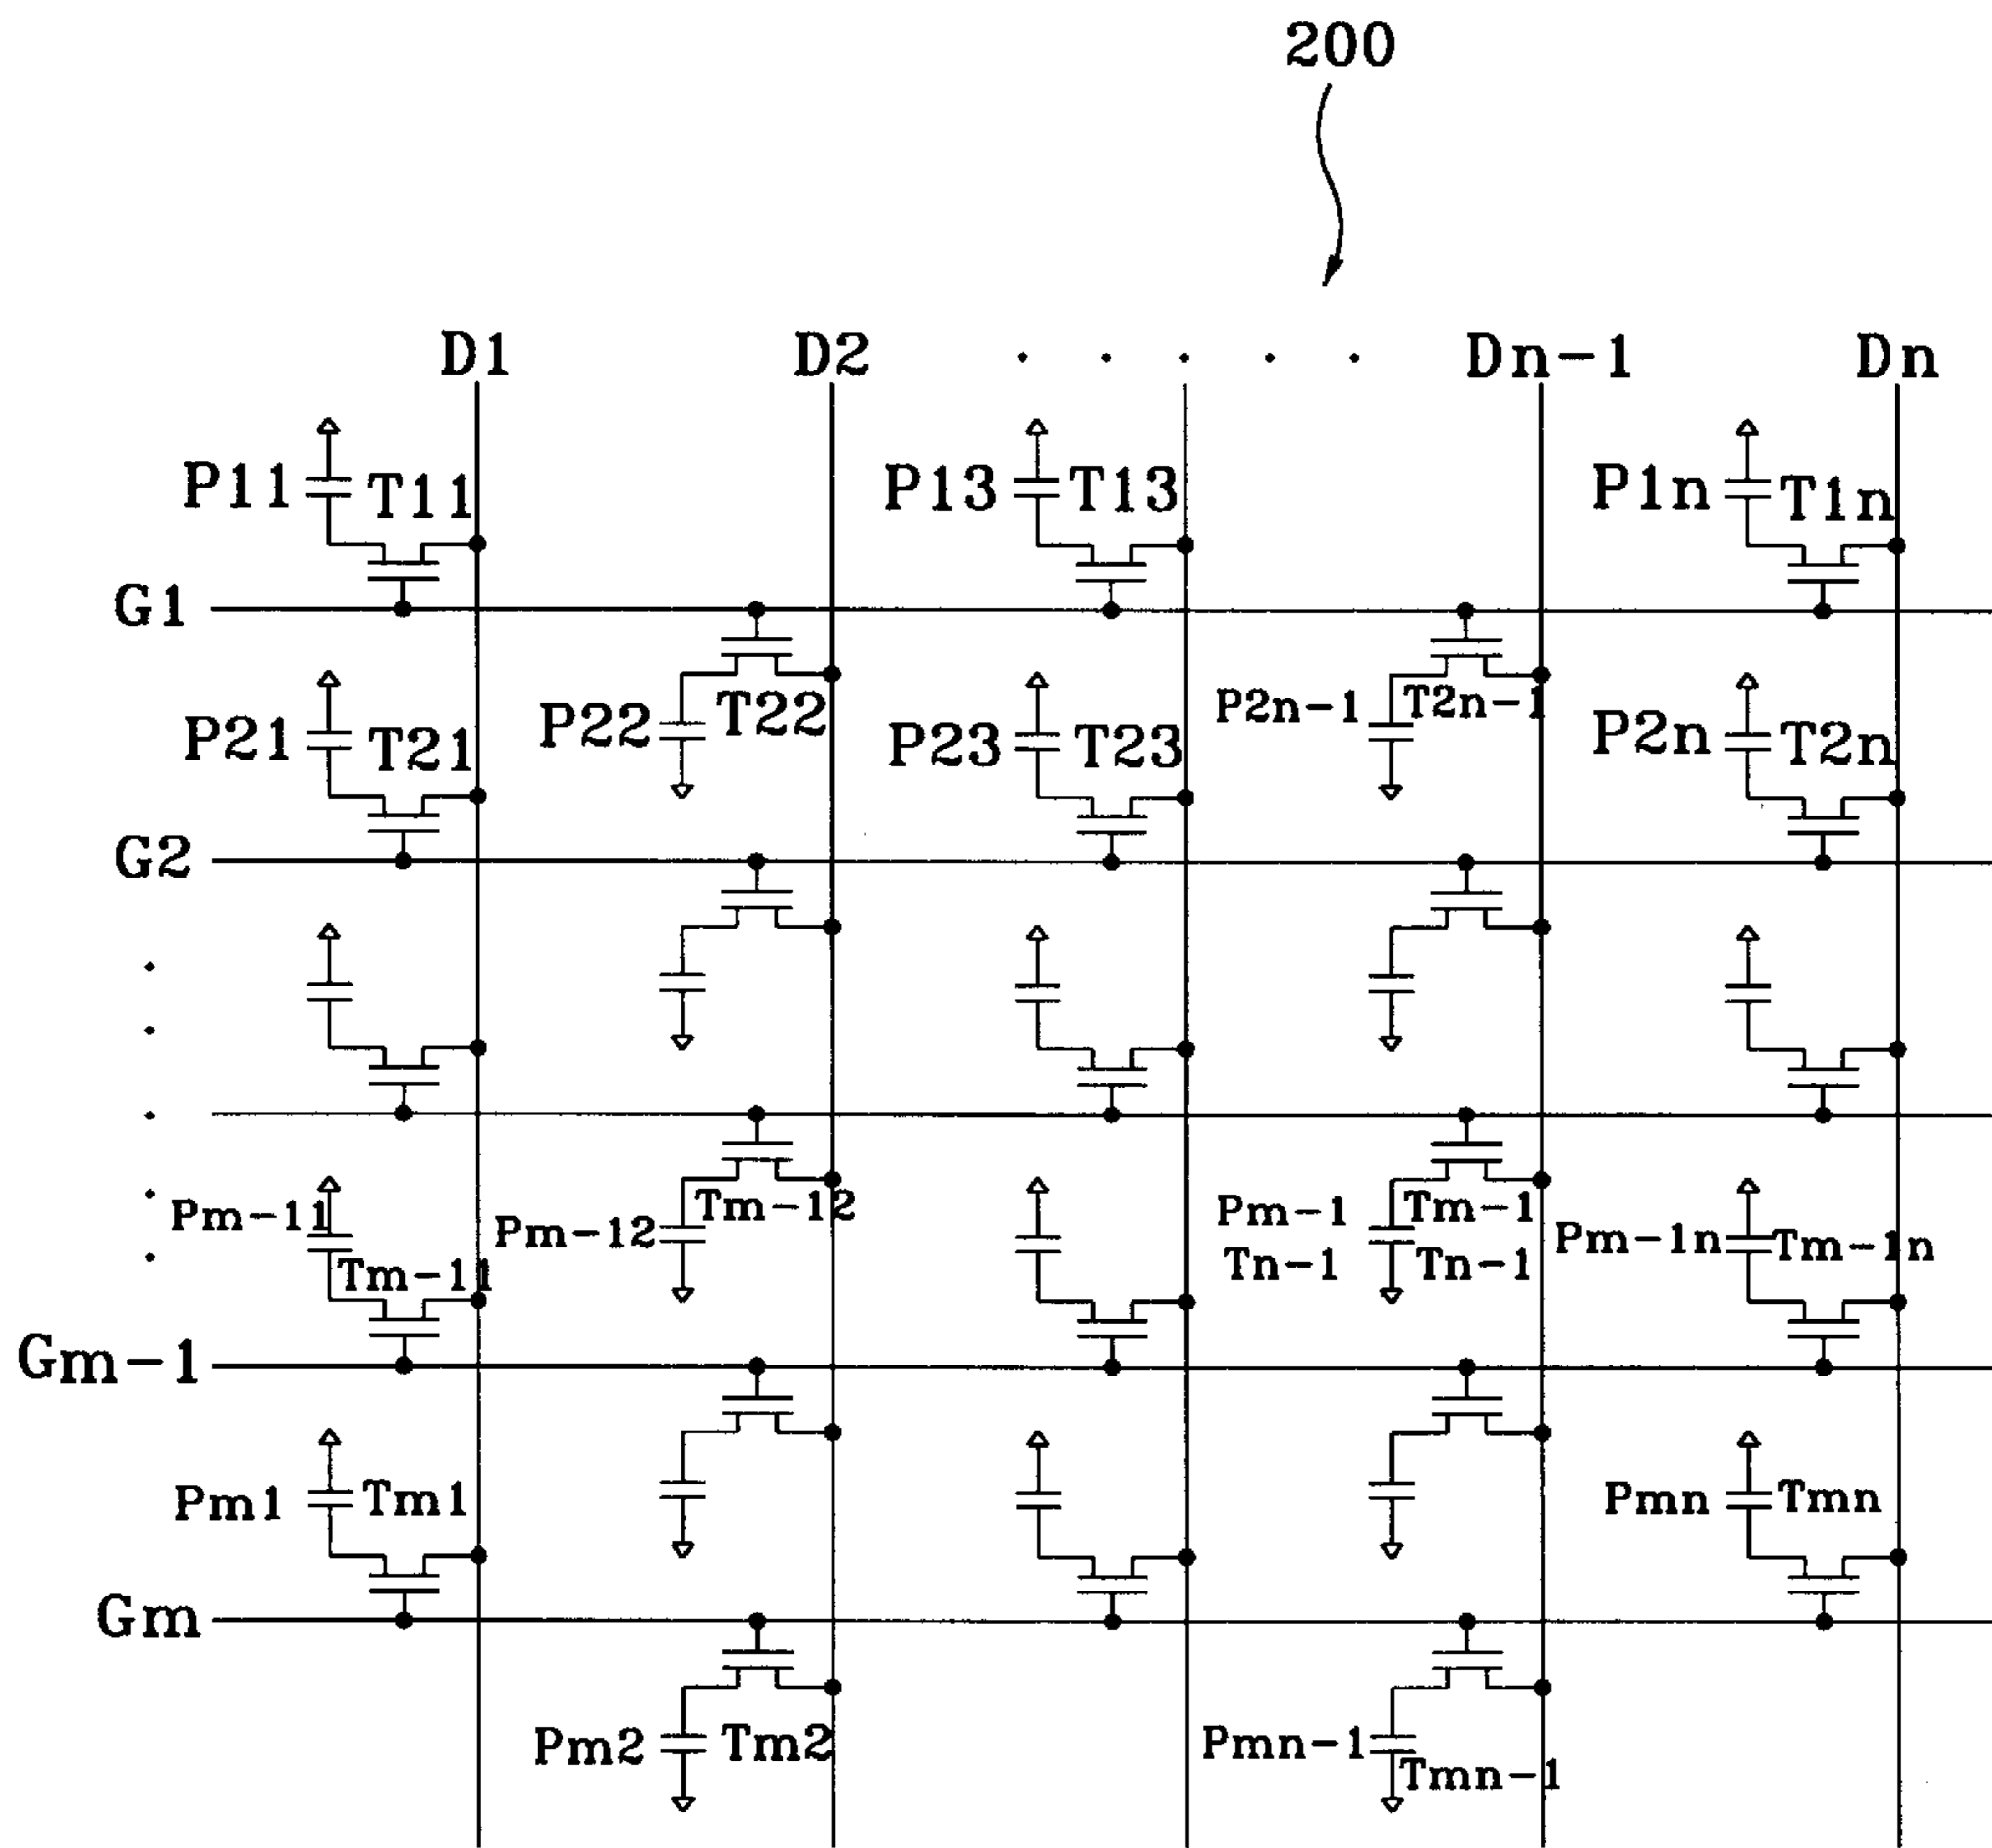 200
D1 D2 . . . . . Dn-1 Dn
P11 T11 P13 T13 P1n T1n
G1
P21 T21 P22 T22 P23 T23 P2n-1 T2n-1 P2n T2n
G2
Pm-11 Tm-11 Pm-12 Tm-12 Pm-1 Tm-1 Pm-1n Tm-1n
Tn-1 Tn-1
Gm-1
Pm1 Tm1 Pmn Tmn
Gm
Pm2 Tm2 Pmn-1 Tmn-1